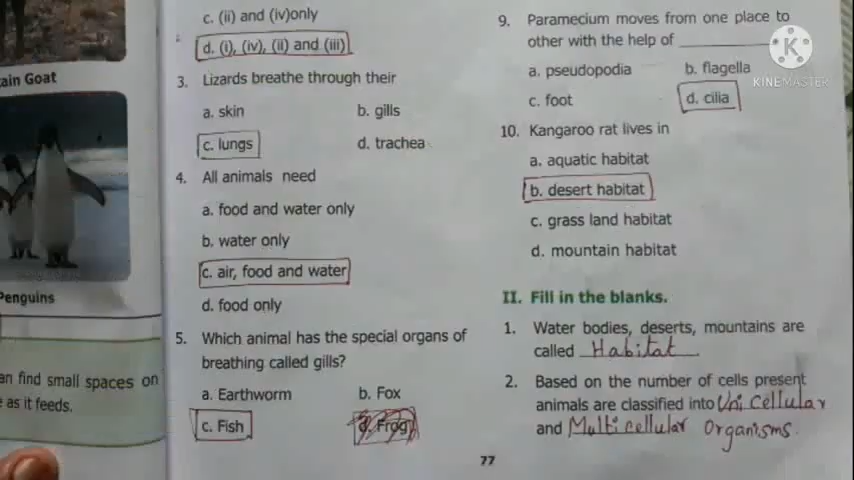 ain Goat
Penguins
an find small spaces on
as it feeds.
c. (ii) and (iv)only
d. (i), (iv), (ii) and (iii)
3. Lizards breathe through their
a. skin b. gills
c. lungs d. trachea
4. All animals need
a. food and water only
b. water only
c. air, food and water
d. food only
5. Which animal has the special organs of
breathing called gills?
a. Earthworm b. Fox
c. Fish d. Frog
9. Paramecium moves from one place to
other with the help of
a. pseudopodia b. flagella
c. foot d. cilia
10. Kangaroo rat lives in
a. aquatic habitat
b. desert habitat
c. grass land habitat
d. mountain habitat
II. Fill in the blanks.
1. Water bodies, deserts, mountains are
called Habitat
2. Based on the number of cells present
animals are classified into Uni Cellular
and Multicellular Organisms.
77
K
KINEMASTER